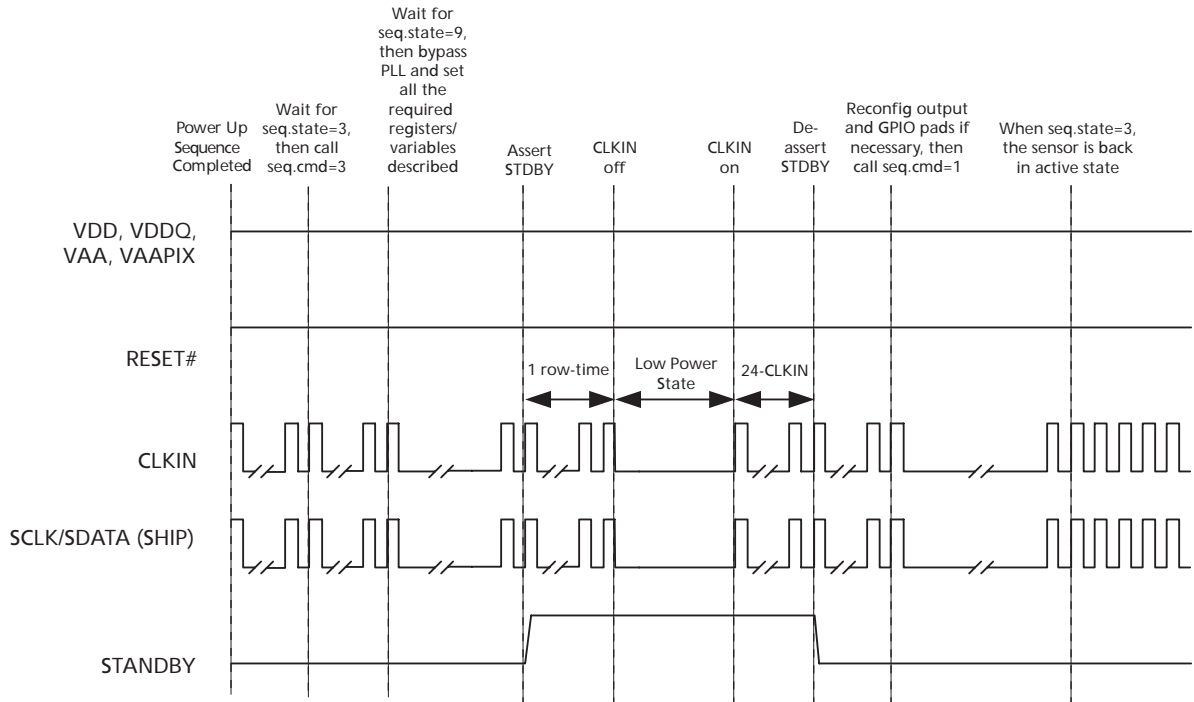 Power Up
Sequence
Completed
Wait for
seq.state=3,
then call
seq.cmd=3
Wait for
seq.state=9,
then bypass
PLL and set
all the
required
registers/
variables
described
Assert
STDBY
CLKIN
off
CLKIN
on
De-
assert
STDBY
Reconfig output
and GPIO pads if
necessary, then
call seq.cmd=1
When seq.state=3,
the sensor is back
in active state
VDD, VDDQ,
VAA, VAAPIX
RESET#
1 row-time
Low Power
State
24-CLKIN
CLKIN
SCLK/SDATA (SHIP)
STANDBY